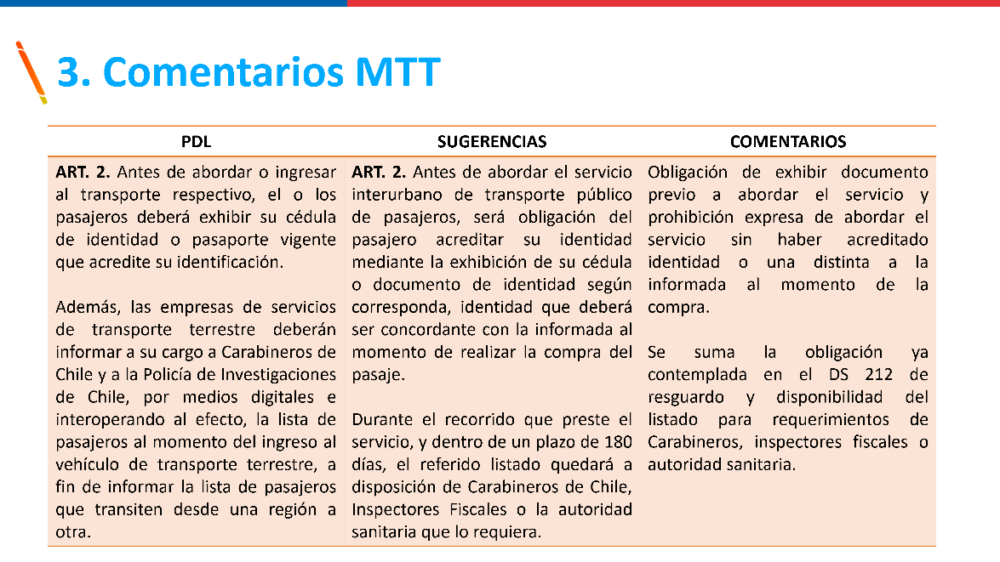 3. Comentarios MTT
PDL
SUGERENCIAS
COMENTARIOS
ART. 2. Antes de abordar o ingresar
al transporte respectivo, el o los
pasajeros deberá exhibir su cédula
de identidad o pasaporte vigente
que acredite su identificación.
Además, las empresas de servicios
de transporte terrestre deberán
informar a su cargo a Carabineros de
Chile y a la Policía de Investigaciones
de Chile, por medios digitales e
interoperando al efecto, la lista de
pasajeros al momento del ingreso al
vehículo de transporte terrestre, a
fin de informar la lista de pasajeros
que transiten desde una región a
otra.
ART. 2. Antes de abordar el servicio
interurbano de transporte público
de pasajeros, será obligación del
pasajero acreditar su identidad
mediante la exhibición de su cédula
o documento de identidad según
corresponda, identidad que deberá
ser concordante con la informada al
momento de realizar la compra del
pasaje.
Durante el recorrido que preste el
servicio, y dentro de un plazo de 180
días, el referido listado quedará a
disposición de Carabineros de Chile,
Inspectores Fiscales o la autoridad
sanitaria que lo requiera.
Obligación de exhibir documento
previo a abordar el servicio y
prohibición expresa de abordar el
servicio sin haber acreditado
identidad o una distinta a la
informada al momento de la
compra.
Se suma la obligación ya
contemplada en el DS 212 de
resguardo y disponibilidad del
listado para requerimientos de
Carabineros, inspectores fiscales o
autoridad sanitaria.